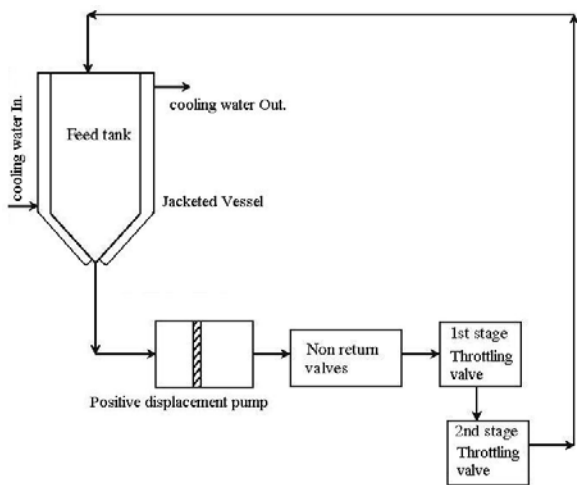 cooling water In.
Feed tank
cooling water Out.
Jacketed Vessel
Positive displacement pump
Non return
valves
1st stage
Throttling
valve
2nd stage
Throttling
valve